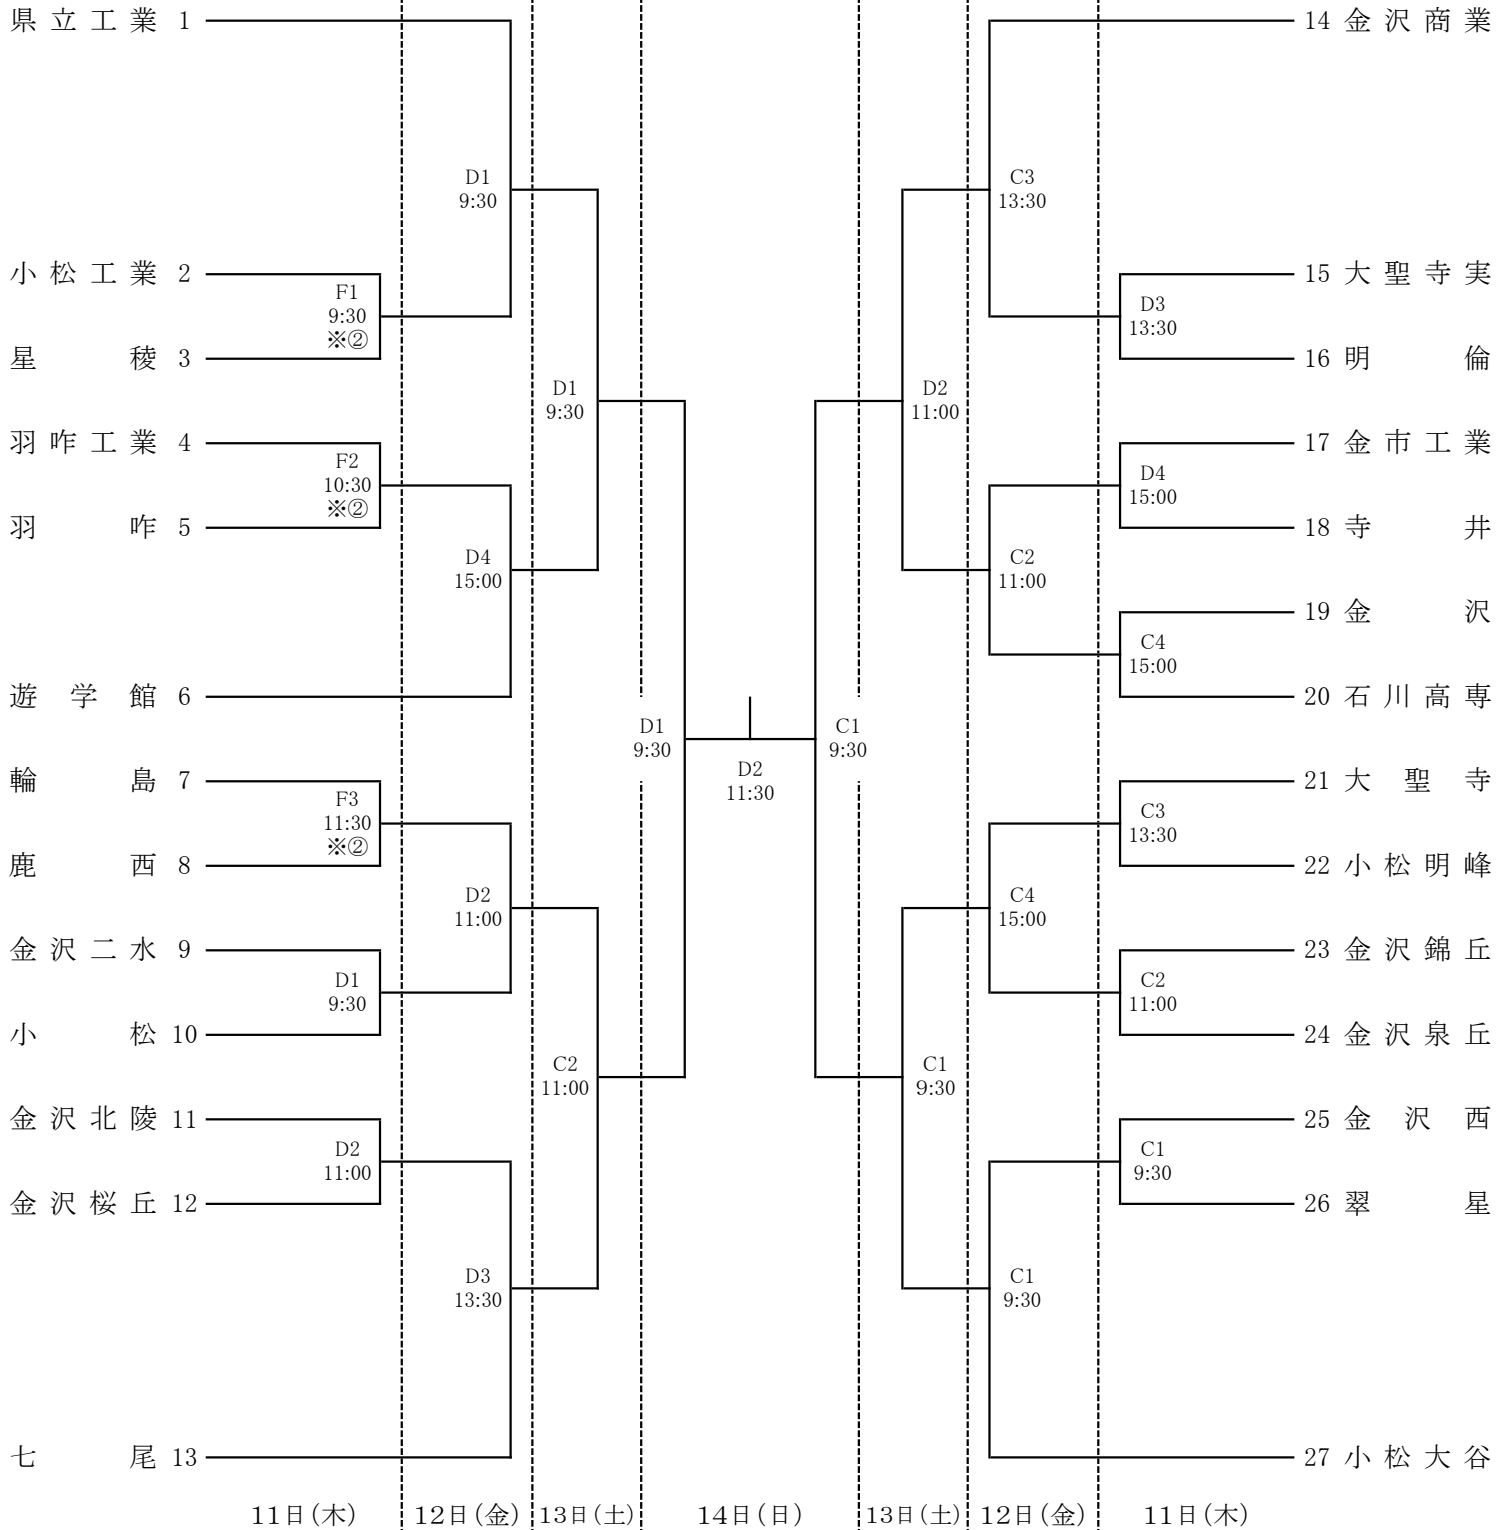 県立工業 1
D1
9:30
小松工業 2
F1
9:30
※②
星稜 3
D1
9:30
羽咋工業 4
F2
10:30
※②
羽咋 5
D4
15:00
遊学館 6
D1
9:30
輪島 7
F3
11:30
※②
鹿西 8
D2
11:00
金沢二水 9
D1
9:30
小松 10
C2
11:00
金沢北陵 11
D2
11:00
金沢桜丘 12
D3
13:30
七尾 13
D2
11:30
14 金沢商業
C3
13:30
15 大聖寺実
D3
13:30
16 明倫
D2
11:00
17 金市工業
D4
15:00
18 寺井
C2
11:00
19 金沢
C4
15:00
20 石川高専
C1
9:30
21 大聖寺
C3
13:30
22 小松明峰
C4
15:00
23 金沢錦丘
C2
11:00
24 金沢泉丘
C1
9:30
25 金沢西
C1
9:30
26 翠星
C1
9:30
27 小松大谷
11日(木) 12日(金) 13日(土) 14日(日) 13日(土) 12日(金) 11日(木)